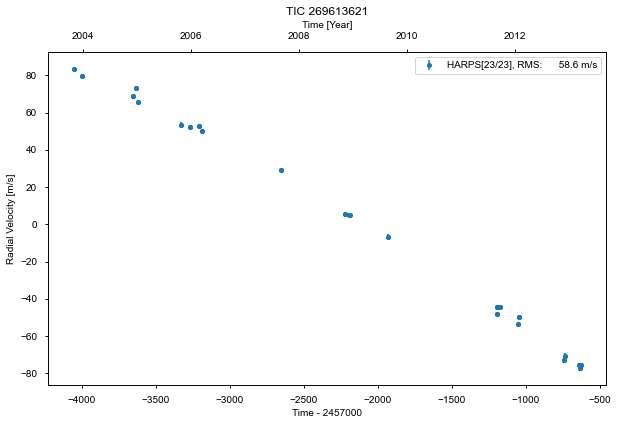 TIC 269613621
Time [Year]
2004 2006 2008 2010 2012
HARPS[23/23], RMS: 58.6 m/s
80
60
40
20
0
−20
−40
−60
−80
Radial Velocity [m/s]
−4000 −3500 −3000 −2500 −2000 −1500 −1000 −500
Time - 2457000